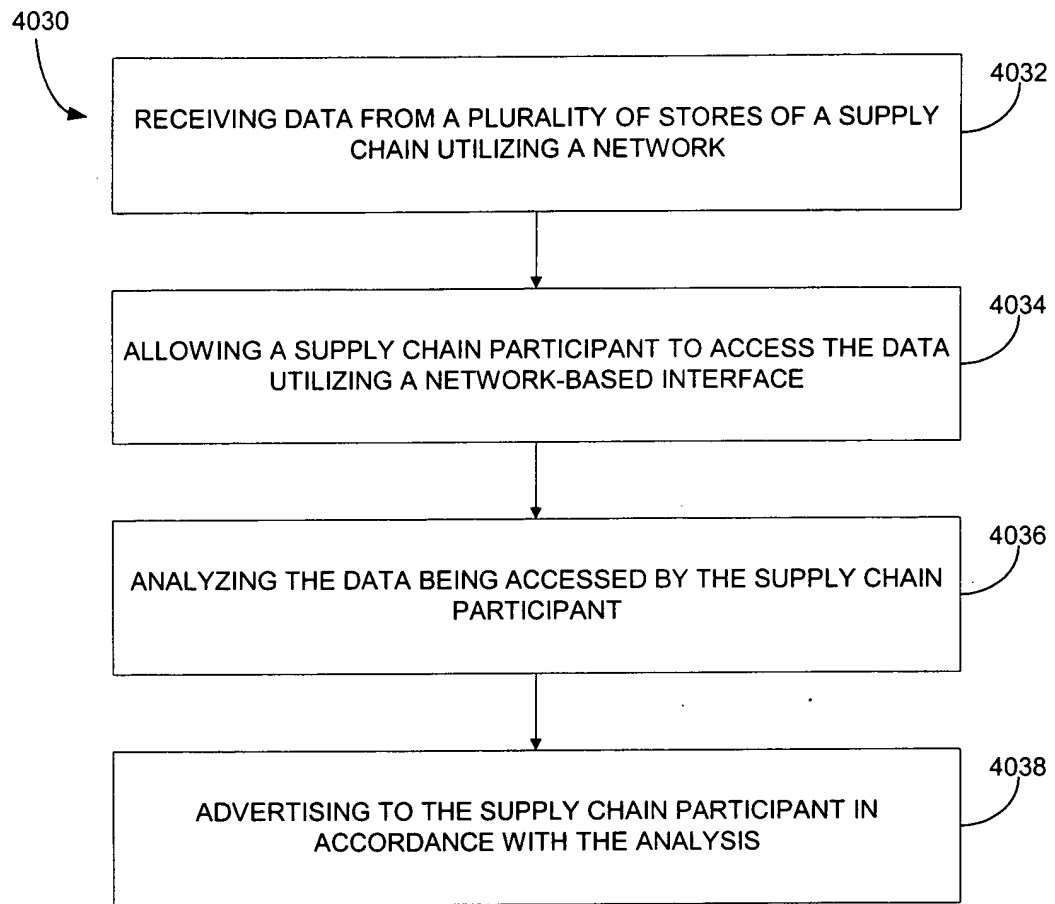 4030
4032
RECEIVING DATA FROM A PLURALITY OF STORES OF A SUPPLY
CHAIN UTILIZING A NETWORK
4034
ALLOWING A SUPPLY CHAIN PARTICIPANT TO ACCESS THE DATA
UTILIZING A NETWORK-BASED INTERFACE
4036
ANALYZING THE DATA BEING ACCESSED BY THE SUPPLY CHAIN
PARTICIPANT
4038
ADVERTISING TO THE SUPPLY CHAIN PARTICIPANT IN
ACCORDANCE WITH THE ANALYSIS